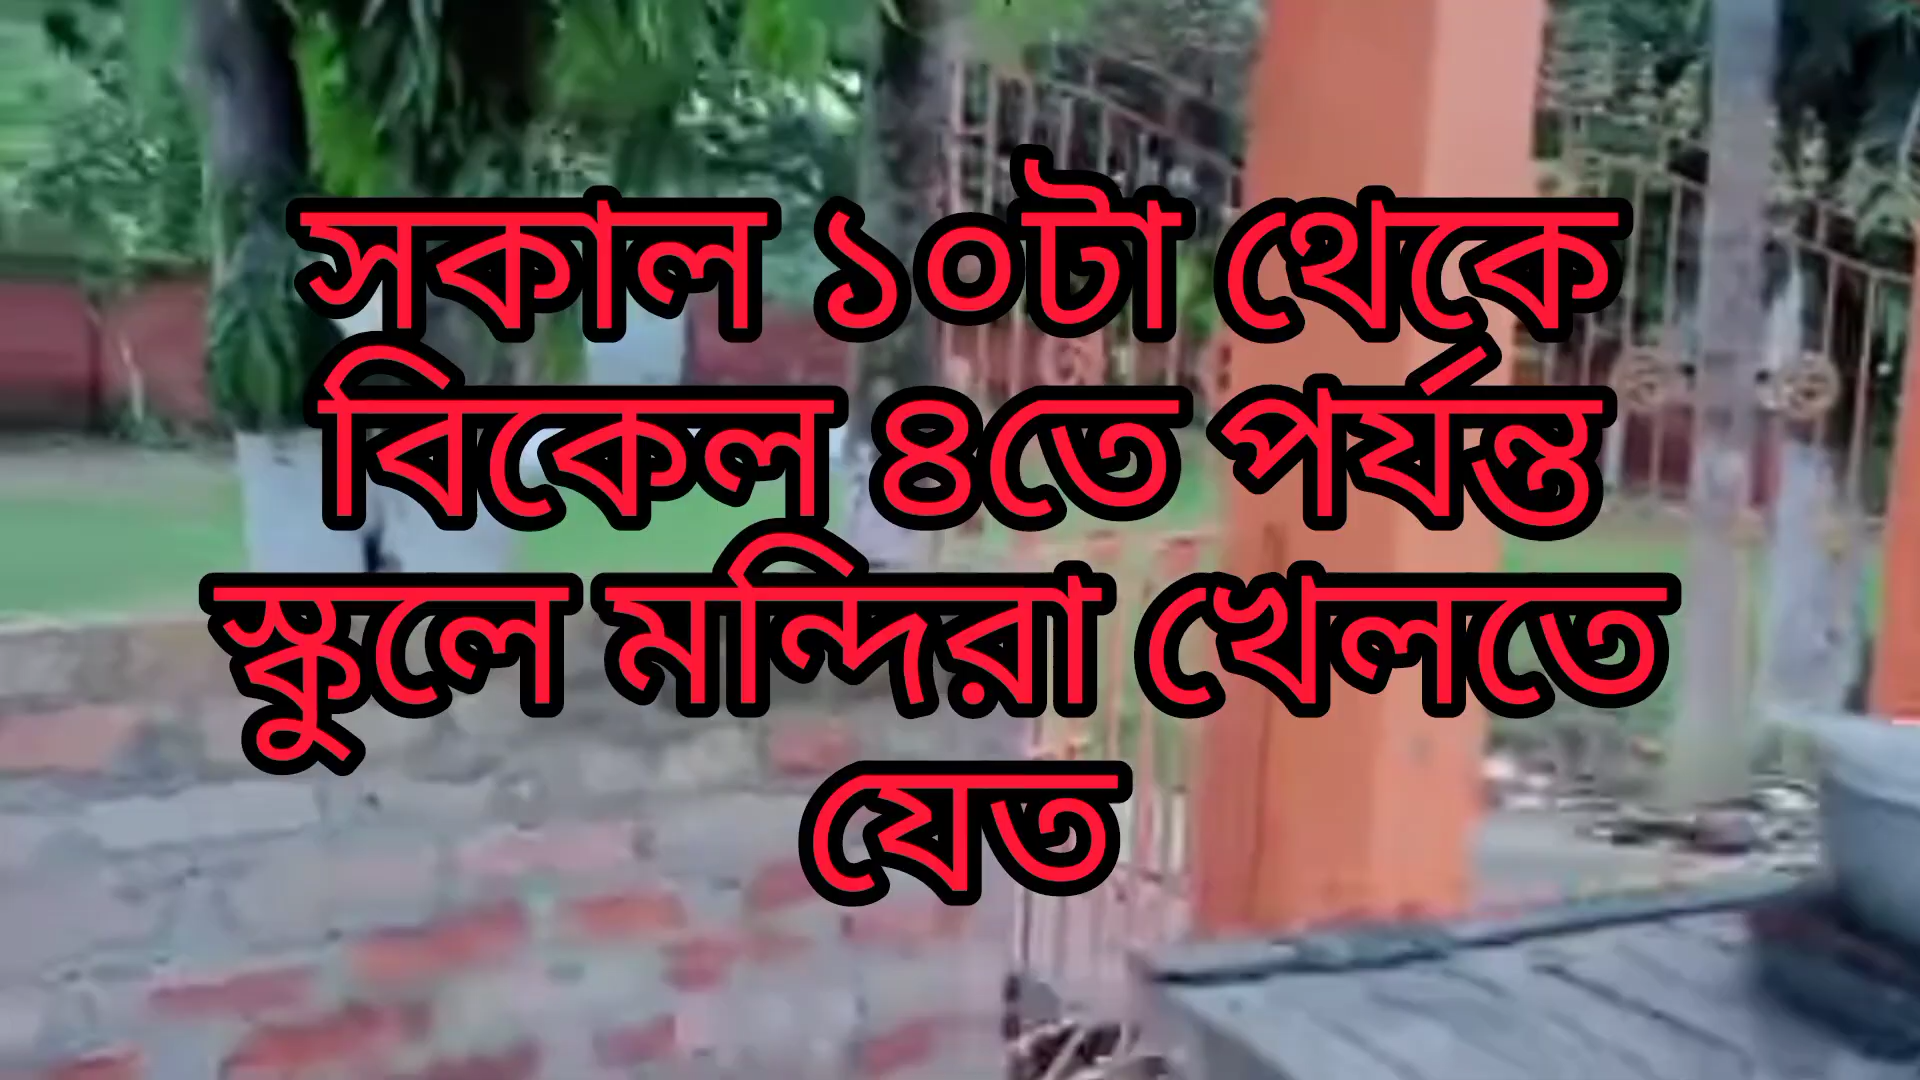 সকাল ১০টা থেকে
বিকেল ৪তে পর্যন্ত
স্কুলে মন্দিরা খেলতে
যেত